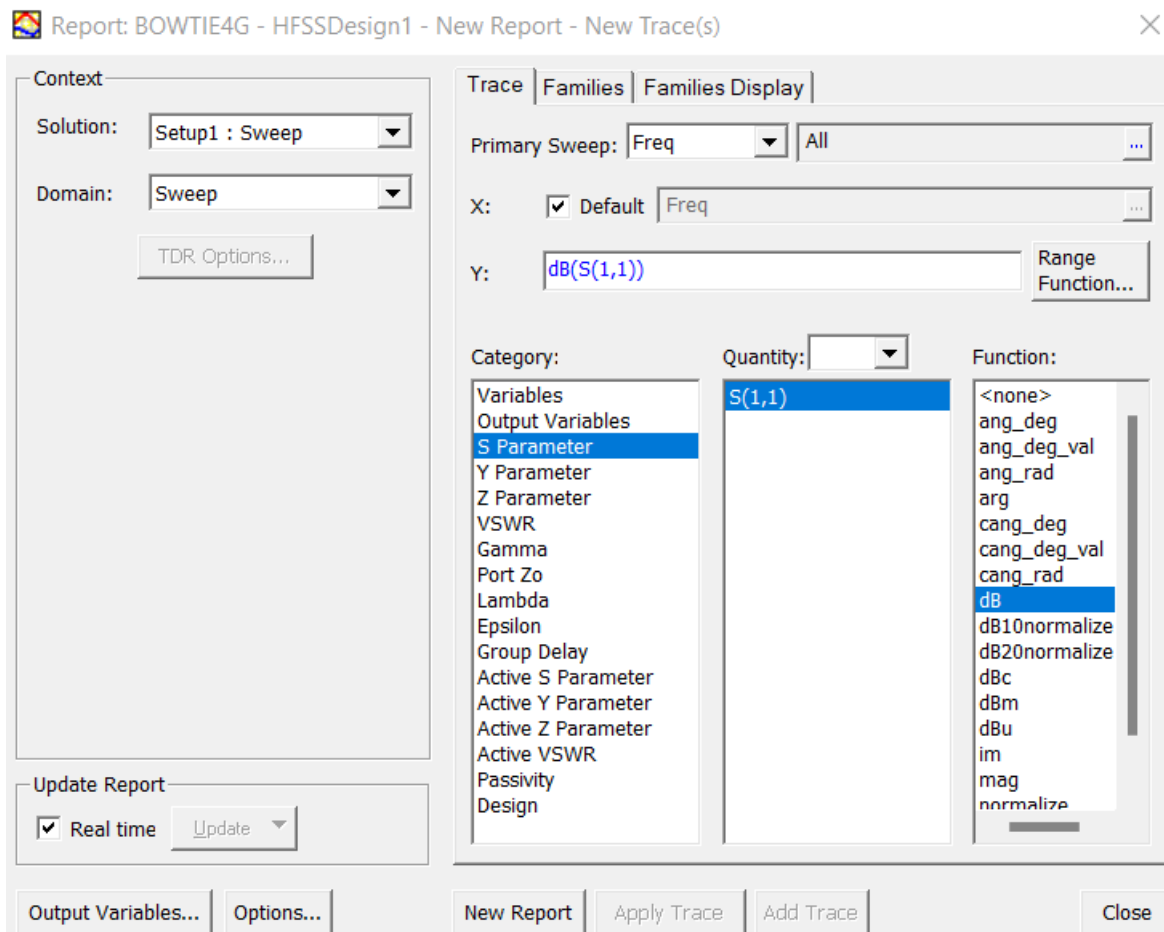 Report: BOWTIE4G - HFSSDesign1 - New Report - New Trace(s)
Context
Solution: Setup1 : Sweep
Domain: Sweep
TDR Options...
Trace Families Families Display
Primary Sweep: Freq All ...
X: Default Freq ...
Y: dB(S(1,1)) Range Function...
Category:
Variables
Output Variables
S Parameter
Y Parameter
Z Parameter
VSWR
Gamma
Port Zo
Lambda
Epsilon
Group Delay
Active S Parameter
Active Y Parameter
Active Z Parameter
Active VSWR
Passivity
Design
Quantity:
S(1,1)
Function:
<none>
ang_deg
ang_deg_val
ang_rad
arg
cang_deg
cang_deg_val
cang_rad
dB
dB10normalize
dB20normalize
dBc
dBm
dBu
im
mag
normalize
Update Report
Real time Update
Output Variables... Options... New Report Apply Trace Add Trace Close